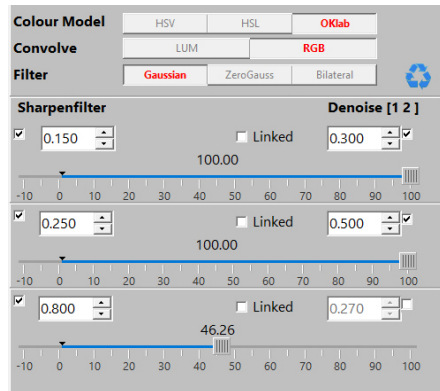 Colour Model HSV HSL OKlab
Convolve LUM RGB
Filter Gaussian ZeroGauss Bilateral
Sharpenfilter Denoise [1 2 ]
0.150 Linked 0.300
100.00
-10 0 10 20 30 40 50 60 70 80 90 100
0.250 Linked 0.500
100.00
-10 0 10 20 30 40 50 60 70 80 90 100
0.800 Linked 0.270
46.26
-10 0 10 20 30 40 50 60 70 80 90 100